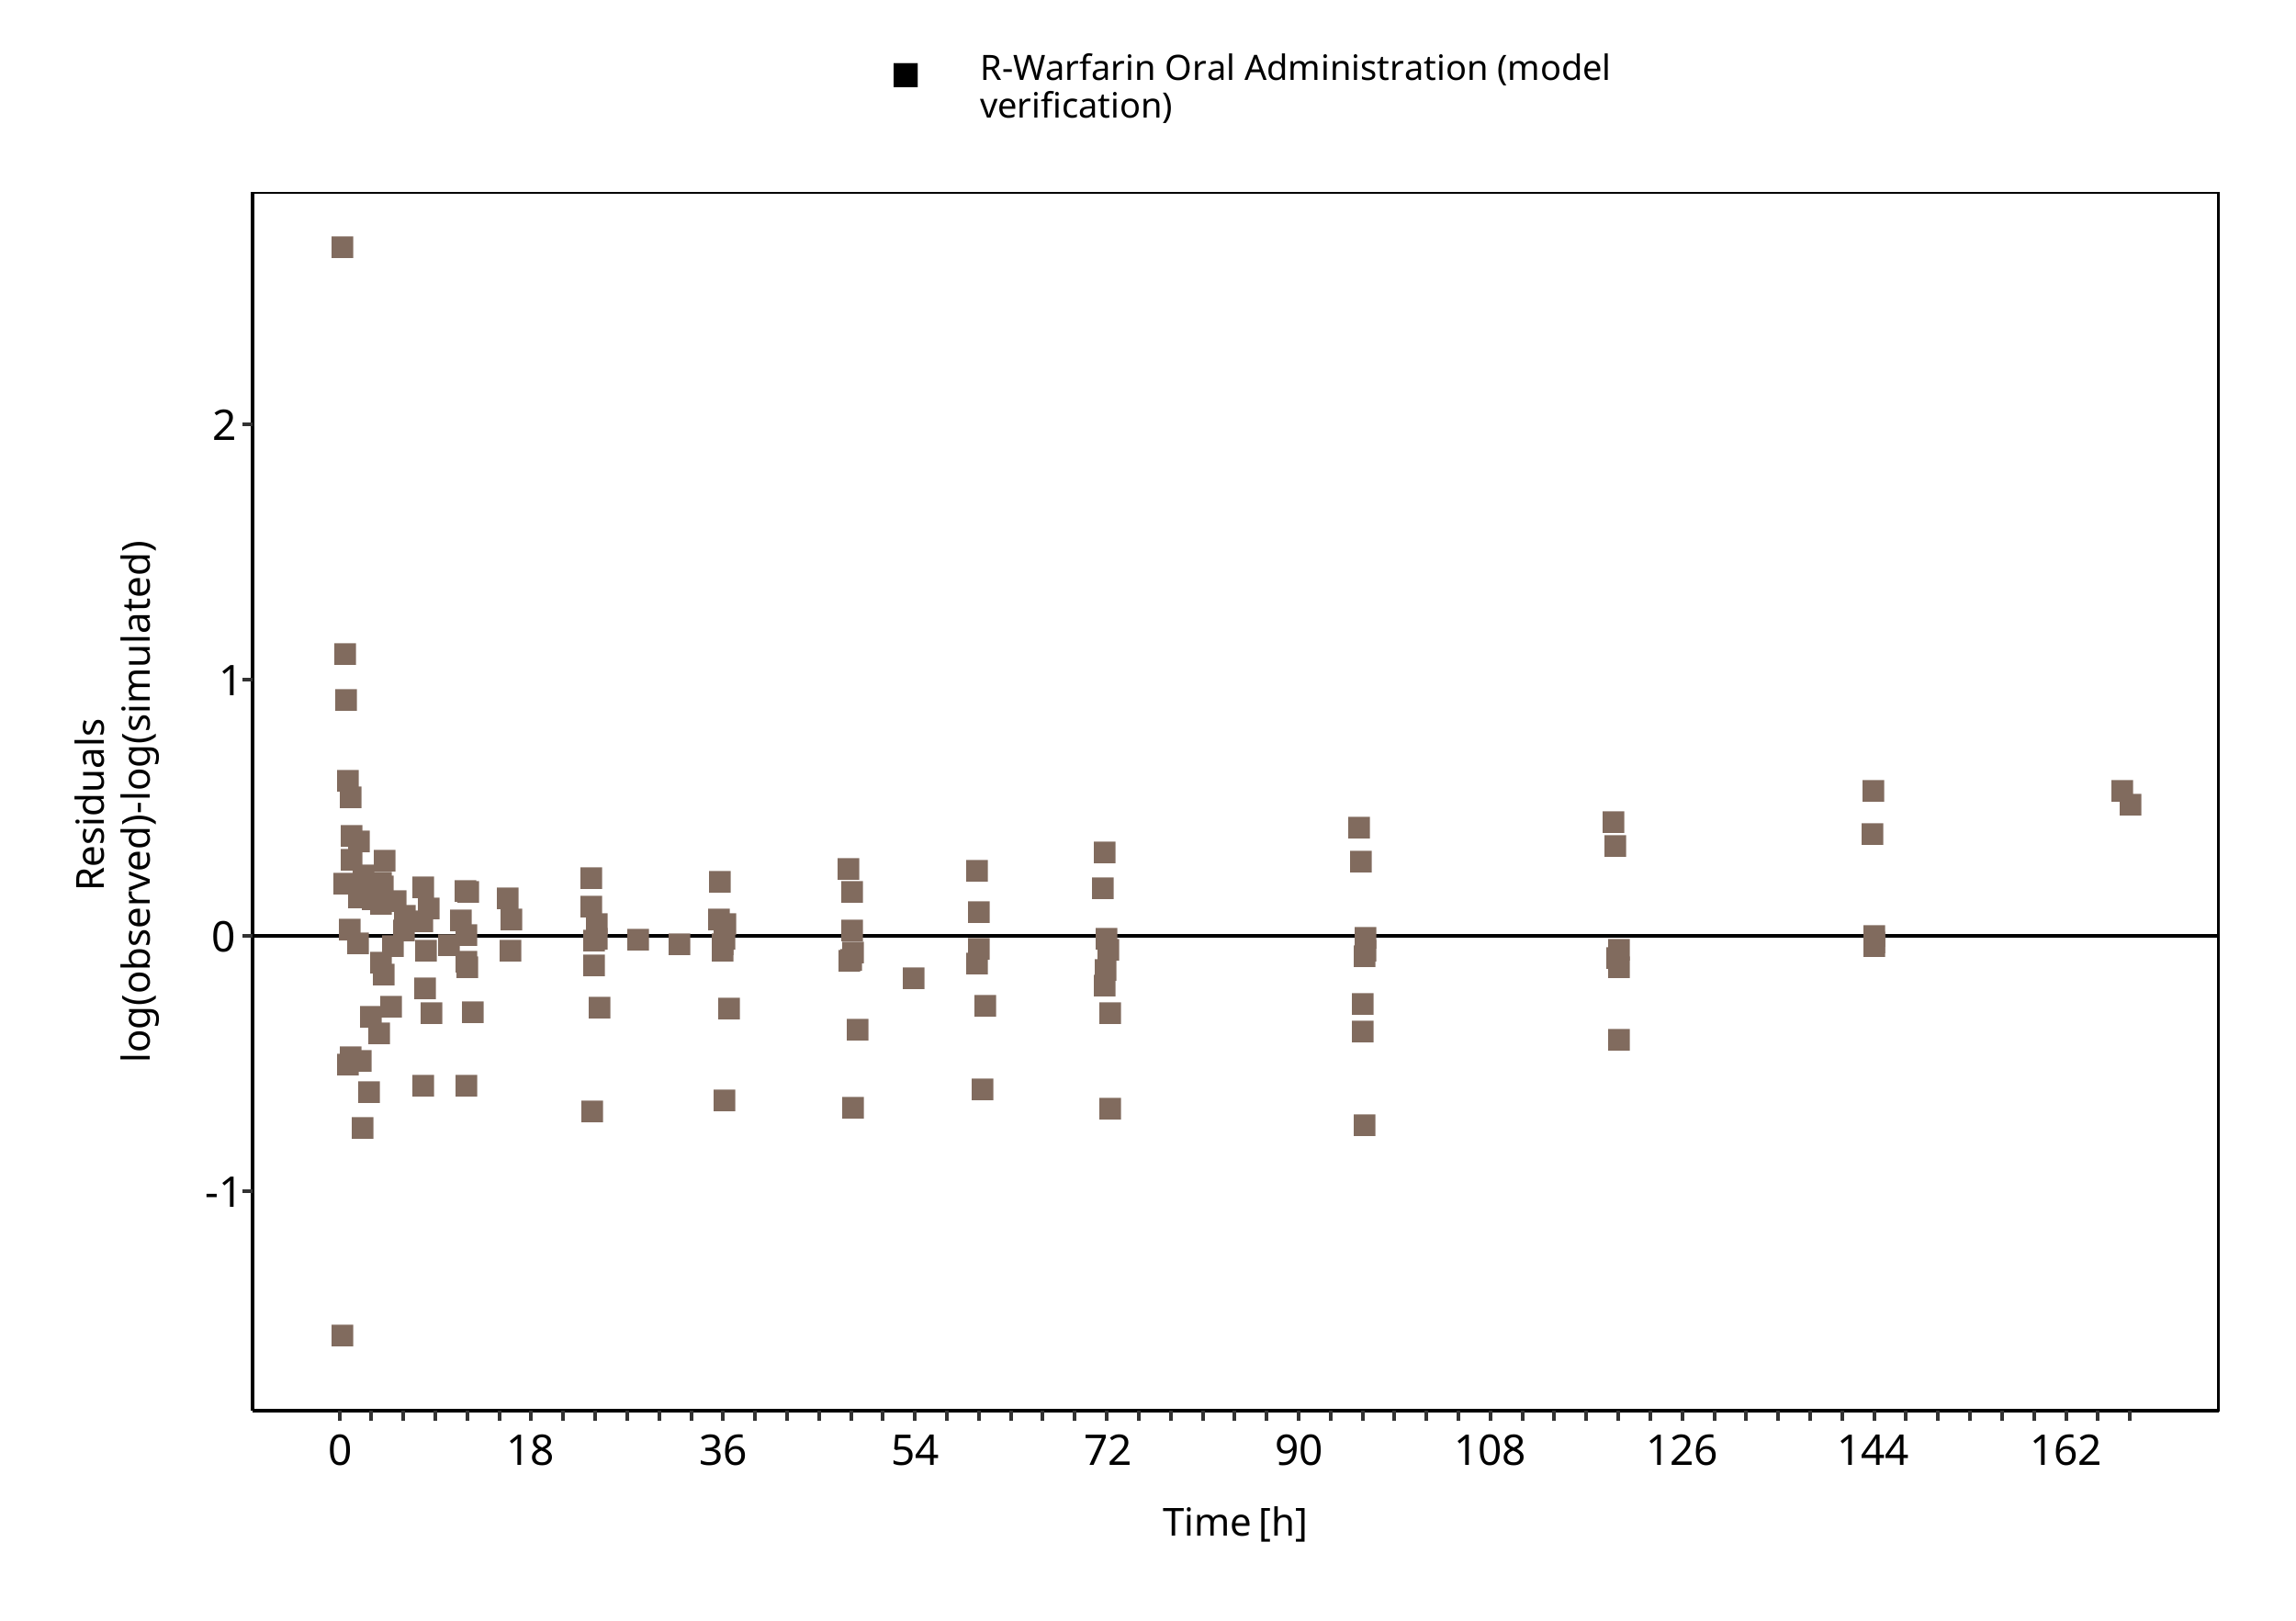 R-Warfarin Oral Administration (model
verification)
Residuals
log(observed)-log(simulated)
2
1
0
-1
0 18 36 54 72 90 108 126 144 162
Time [h]